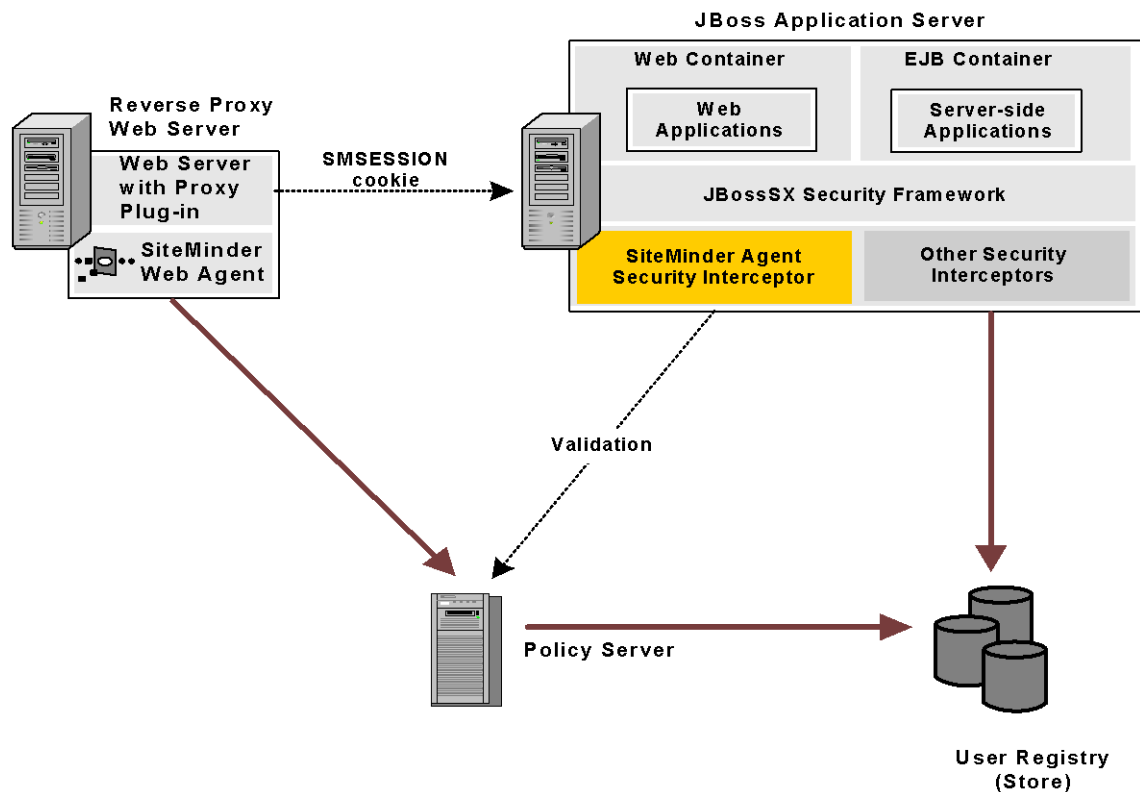 JBoss Application Server
Web Container
EJB Container
Web
Applications
Server-side
Applications
Reverse Proxy
Web Server
Web Server
with Proxy
Plug-in
SMSESSION
cookie
JBossSX Security Framework
SiteMinder
Web Agent
SiteMinder Agent
Security Interceptor
Other Security
Interceptors
Validation
Policy Server
User Registry
(Store)